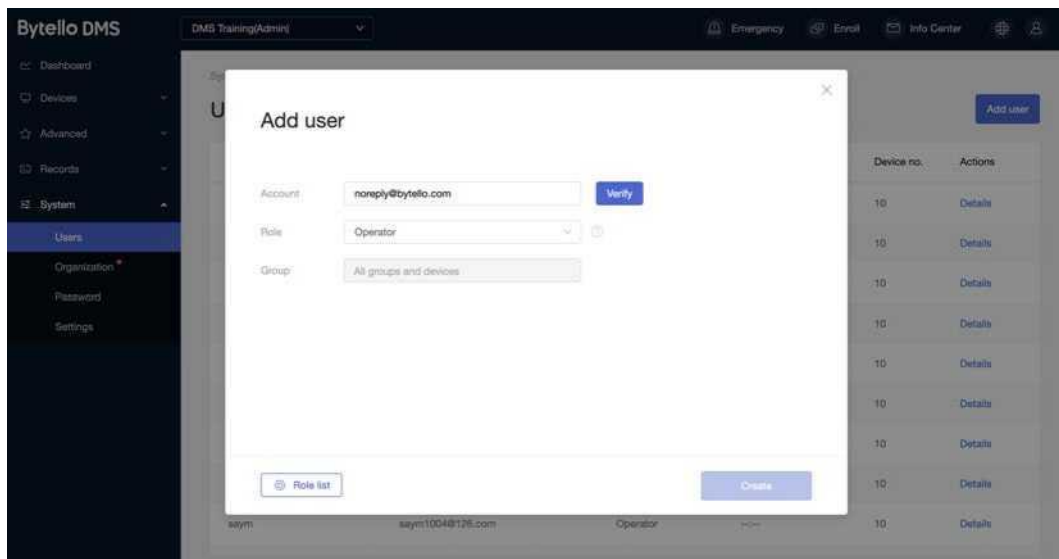 Bytello DMS
DMS Training(Admin)
Emergency
Enroll
Info Center
Dashboard
Devices
Advanced
Records
System
Users
Organization
Password
Settings
U
Add user
Device no. Actions
Add user
Account noreply@bytello.com Verify
Role Operator
Group All groups and devices
Role list
Create
10 Details
10 Details
10 Details
10 Details
10 Details
10 Details
10 Details
10 Details
saym saym1004@126.com Operator --:-- 10 Details